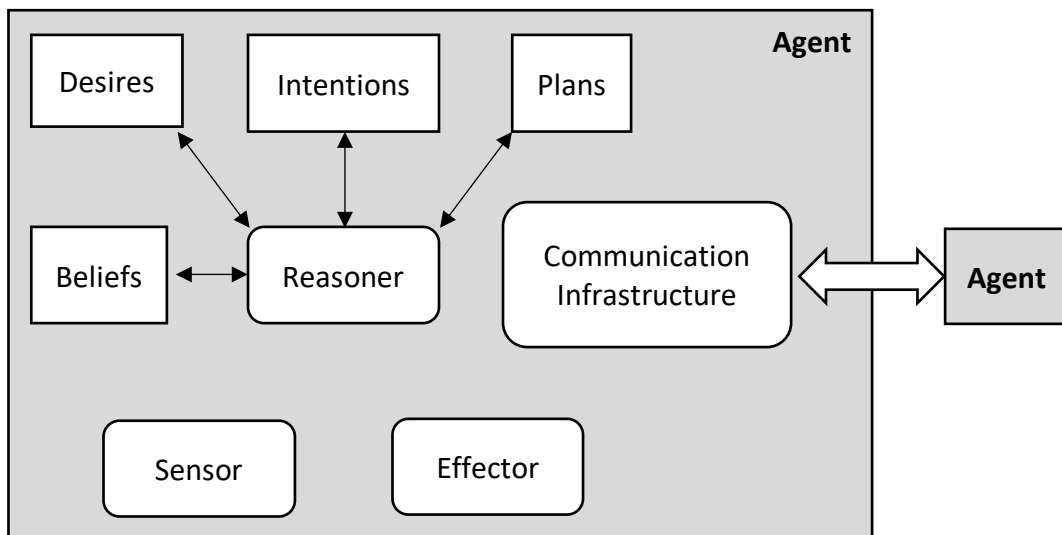 Agent
Desires
Intentions
Plans
Beliefs
Reasoner
Communication
Infrastructure
Agent
Sensor
Effector